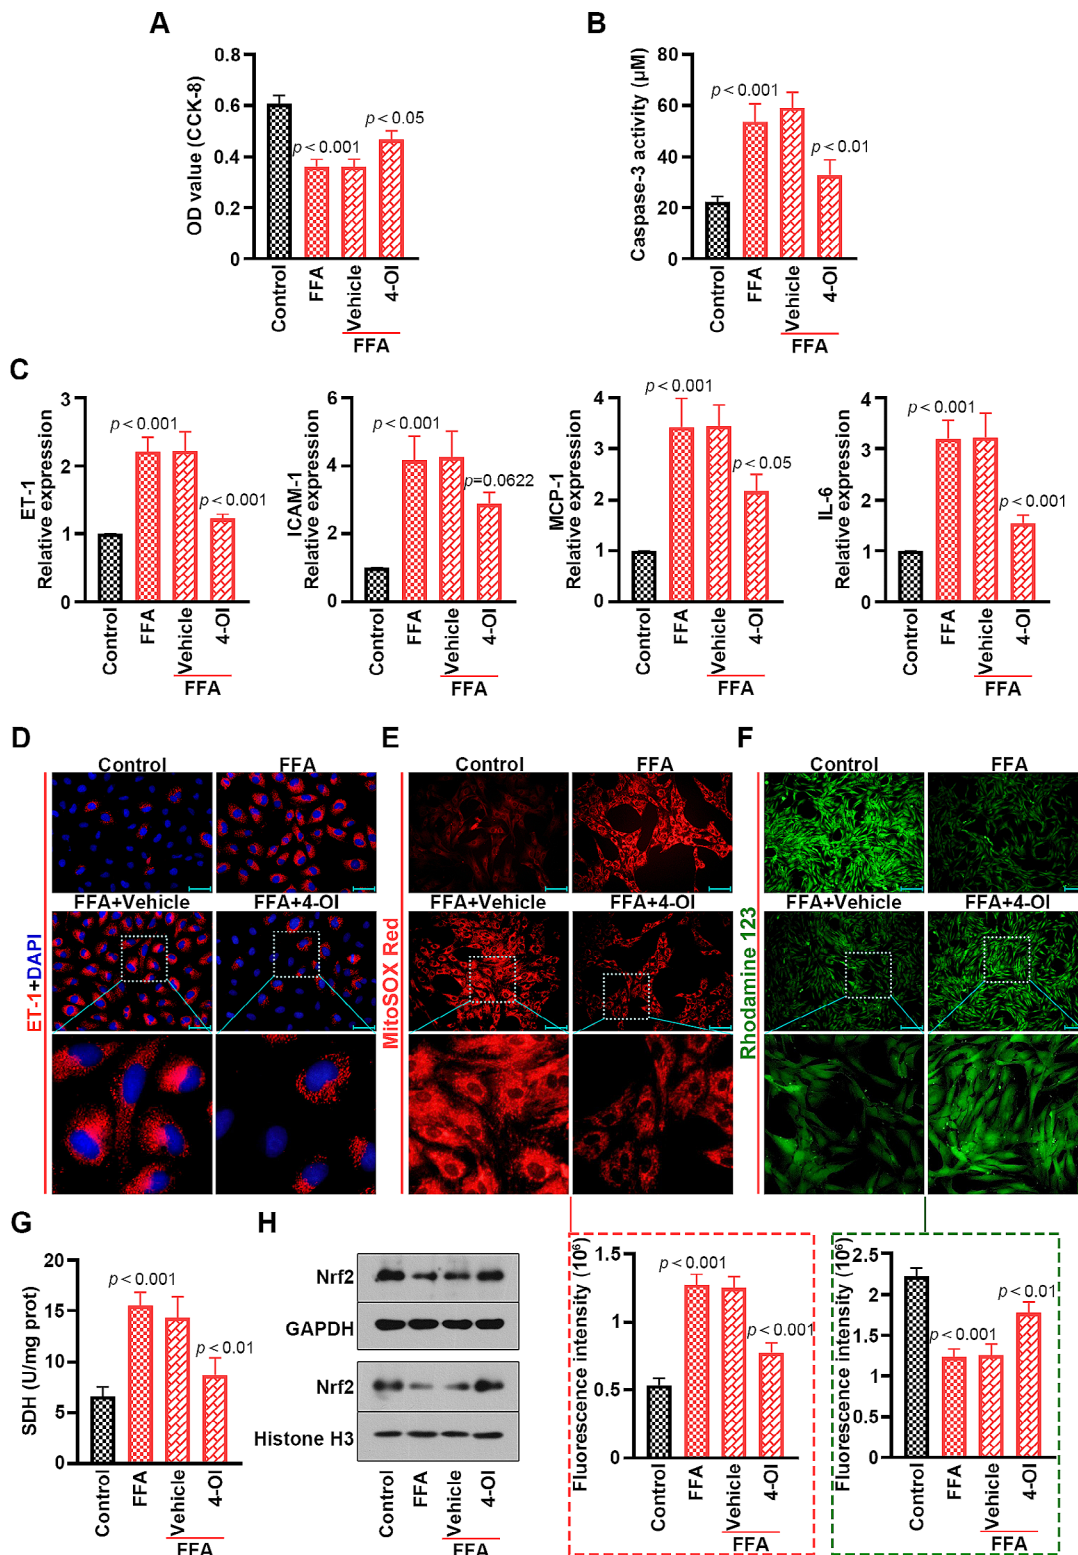 A
OD value (CCK-8)
0.8
0.6
0.4
0.2
0
p < 0.001
p < 0.05
Control
FFA
Vehicle
4-OI
FFA
B
Caspase-3 activity (µM)
80
60
40
20
0
p < 0.001
p < 0.01
Control
FFA
Vehicle
4-OI
FFA
C
ET-1
Relative expression
3
2
1
0
p < 0.001
p < 0.001
Control
FFA
Vehicle
4-OI
FFA
ICAM-1
Relative expression
6
4
2
0
p < 0.001
p=0.0622
Control
FFA
Vehicle
4-OI
FFA
MCP-1
Relative expression
4
3
2
1
0
p < 0.001
p < 0.05
Control
FFA
Vehicle
4-OI
FFA
IL-6
Relative expression
4
3
2
1
0
p < 0.001
p < 0.001
Control
FFA
Vehicle
4-OI
FFA
D
ET-1+DAPI
Control
FFA
FFA+Vehicle
FFA+4-OI
E
MitoSOX Red
Control
FFA
FFA+Vehicle
FFA+4-OI
F
Rhodamine 123
Control
FFA
FFA+Vehicle
FFA+4-OI
G
SDH (U/mg prot)
20
15
10
5
0
p < 0.001
p < 0.01
Control
FFA
Vehicle
4-OI
FFA
H
Nrf2
GAPDH
Nrf2
Histone H3
Control
FFA
Vehicle
4-OI
FFA
Fluorescence intensity (10⁶)
1.5
1
0.5
0
p < 0.001
p < 0.001
Control
FFA
Vehicle
4-OI
FFA
Fluorescence intensity (10⁶)
2.5
2
1.5
1
0.5
0
p < 0.001
p < 0.01
Control
FFA
Vehicle
4-OI
FFA